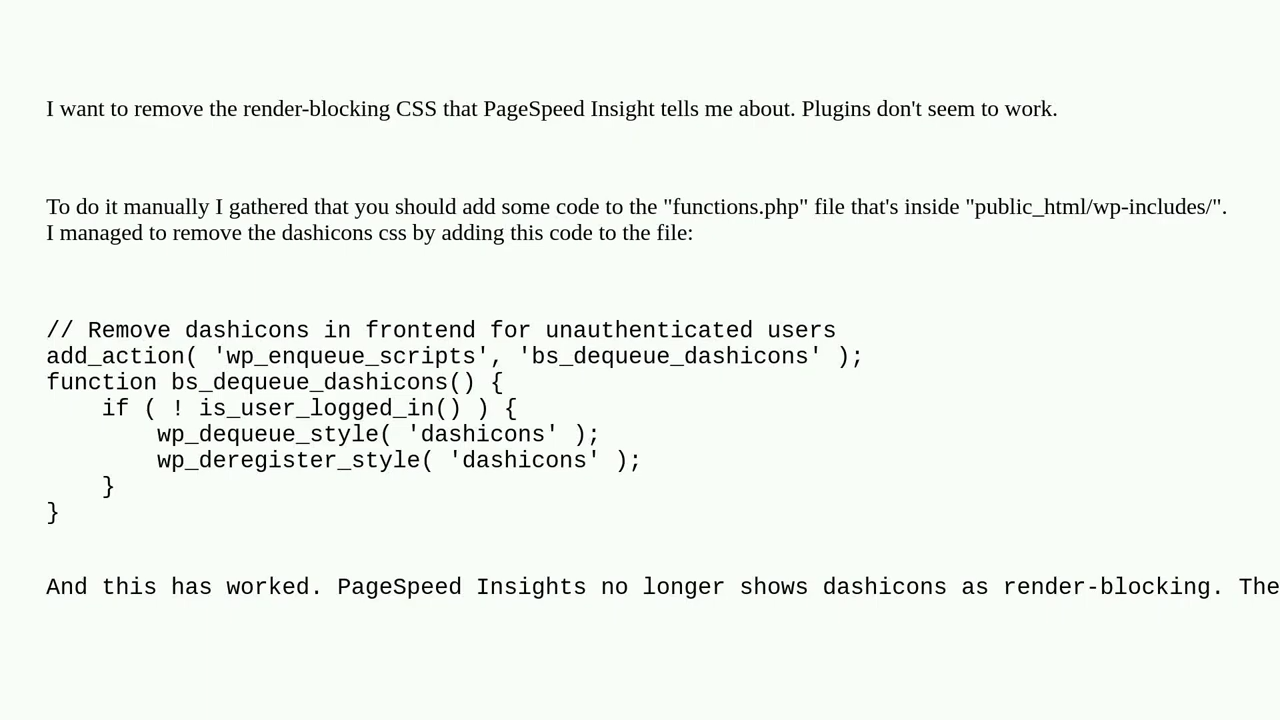 I want to remove the render-blocking CSS that PageSpeed Insight tells me about. Plugins don't seem to work.
To do it manually I gathered that you should add some code to the "functions.php" file that's inside "public_html/wp-includes/".
I managed to remove the dashicons css by adding this code to the file:
// Remove dashicons in frontend for unauthenticated users
add_action( 'wp_enqueue_scripts', 'bs_dequeue_dashicons' );
function bs_dequeue_dashicons() {
    if ( ! is_user_logged_in() ) {
        wp_dequeue_style( 'dashicons' );
        wp_deregister_style( 'dashicons' );
    }
}
And this has worked. PageSpeed Insights no longer shows dashicons as render-blocking. The